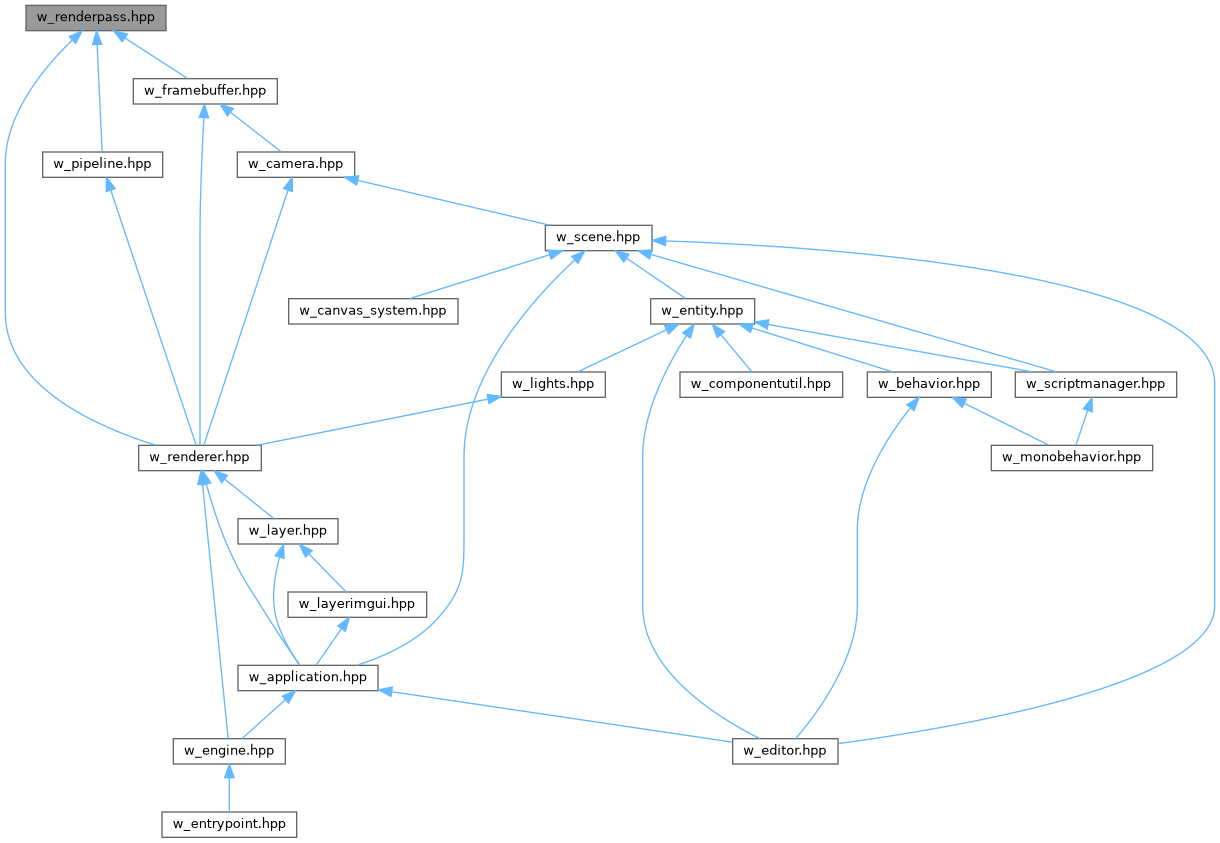 w_renderpass.hpp
w_framebuffer.hpp
w_pipeline.hpp
w_camera.hpp
w_scene.hpp
w_canvas_system.hpp
w_entity.hpp
w_lights.hpp
w_componentutil.hpp
w_behavior.hpp
w_scriptmanager.hpp
w_renderer.hpp
w_monobehavior.hpp
w_layer.hpp
w_layerimgui.hpp
w_application.hpp
w_engine.hpp
w_editor.hpp
w_entrypoint.hpp